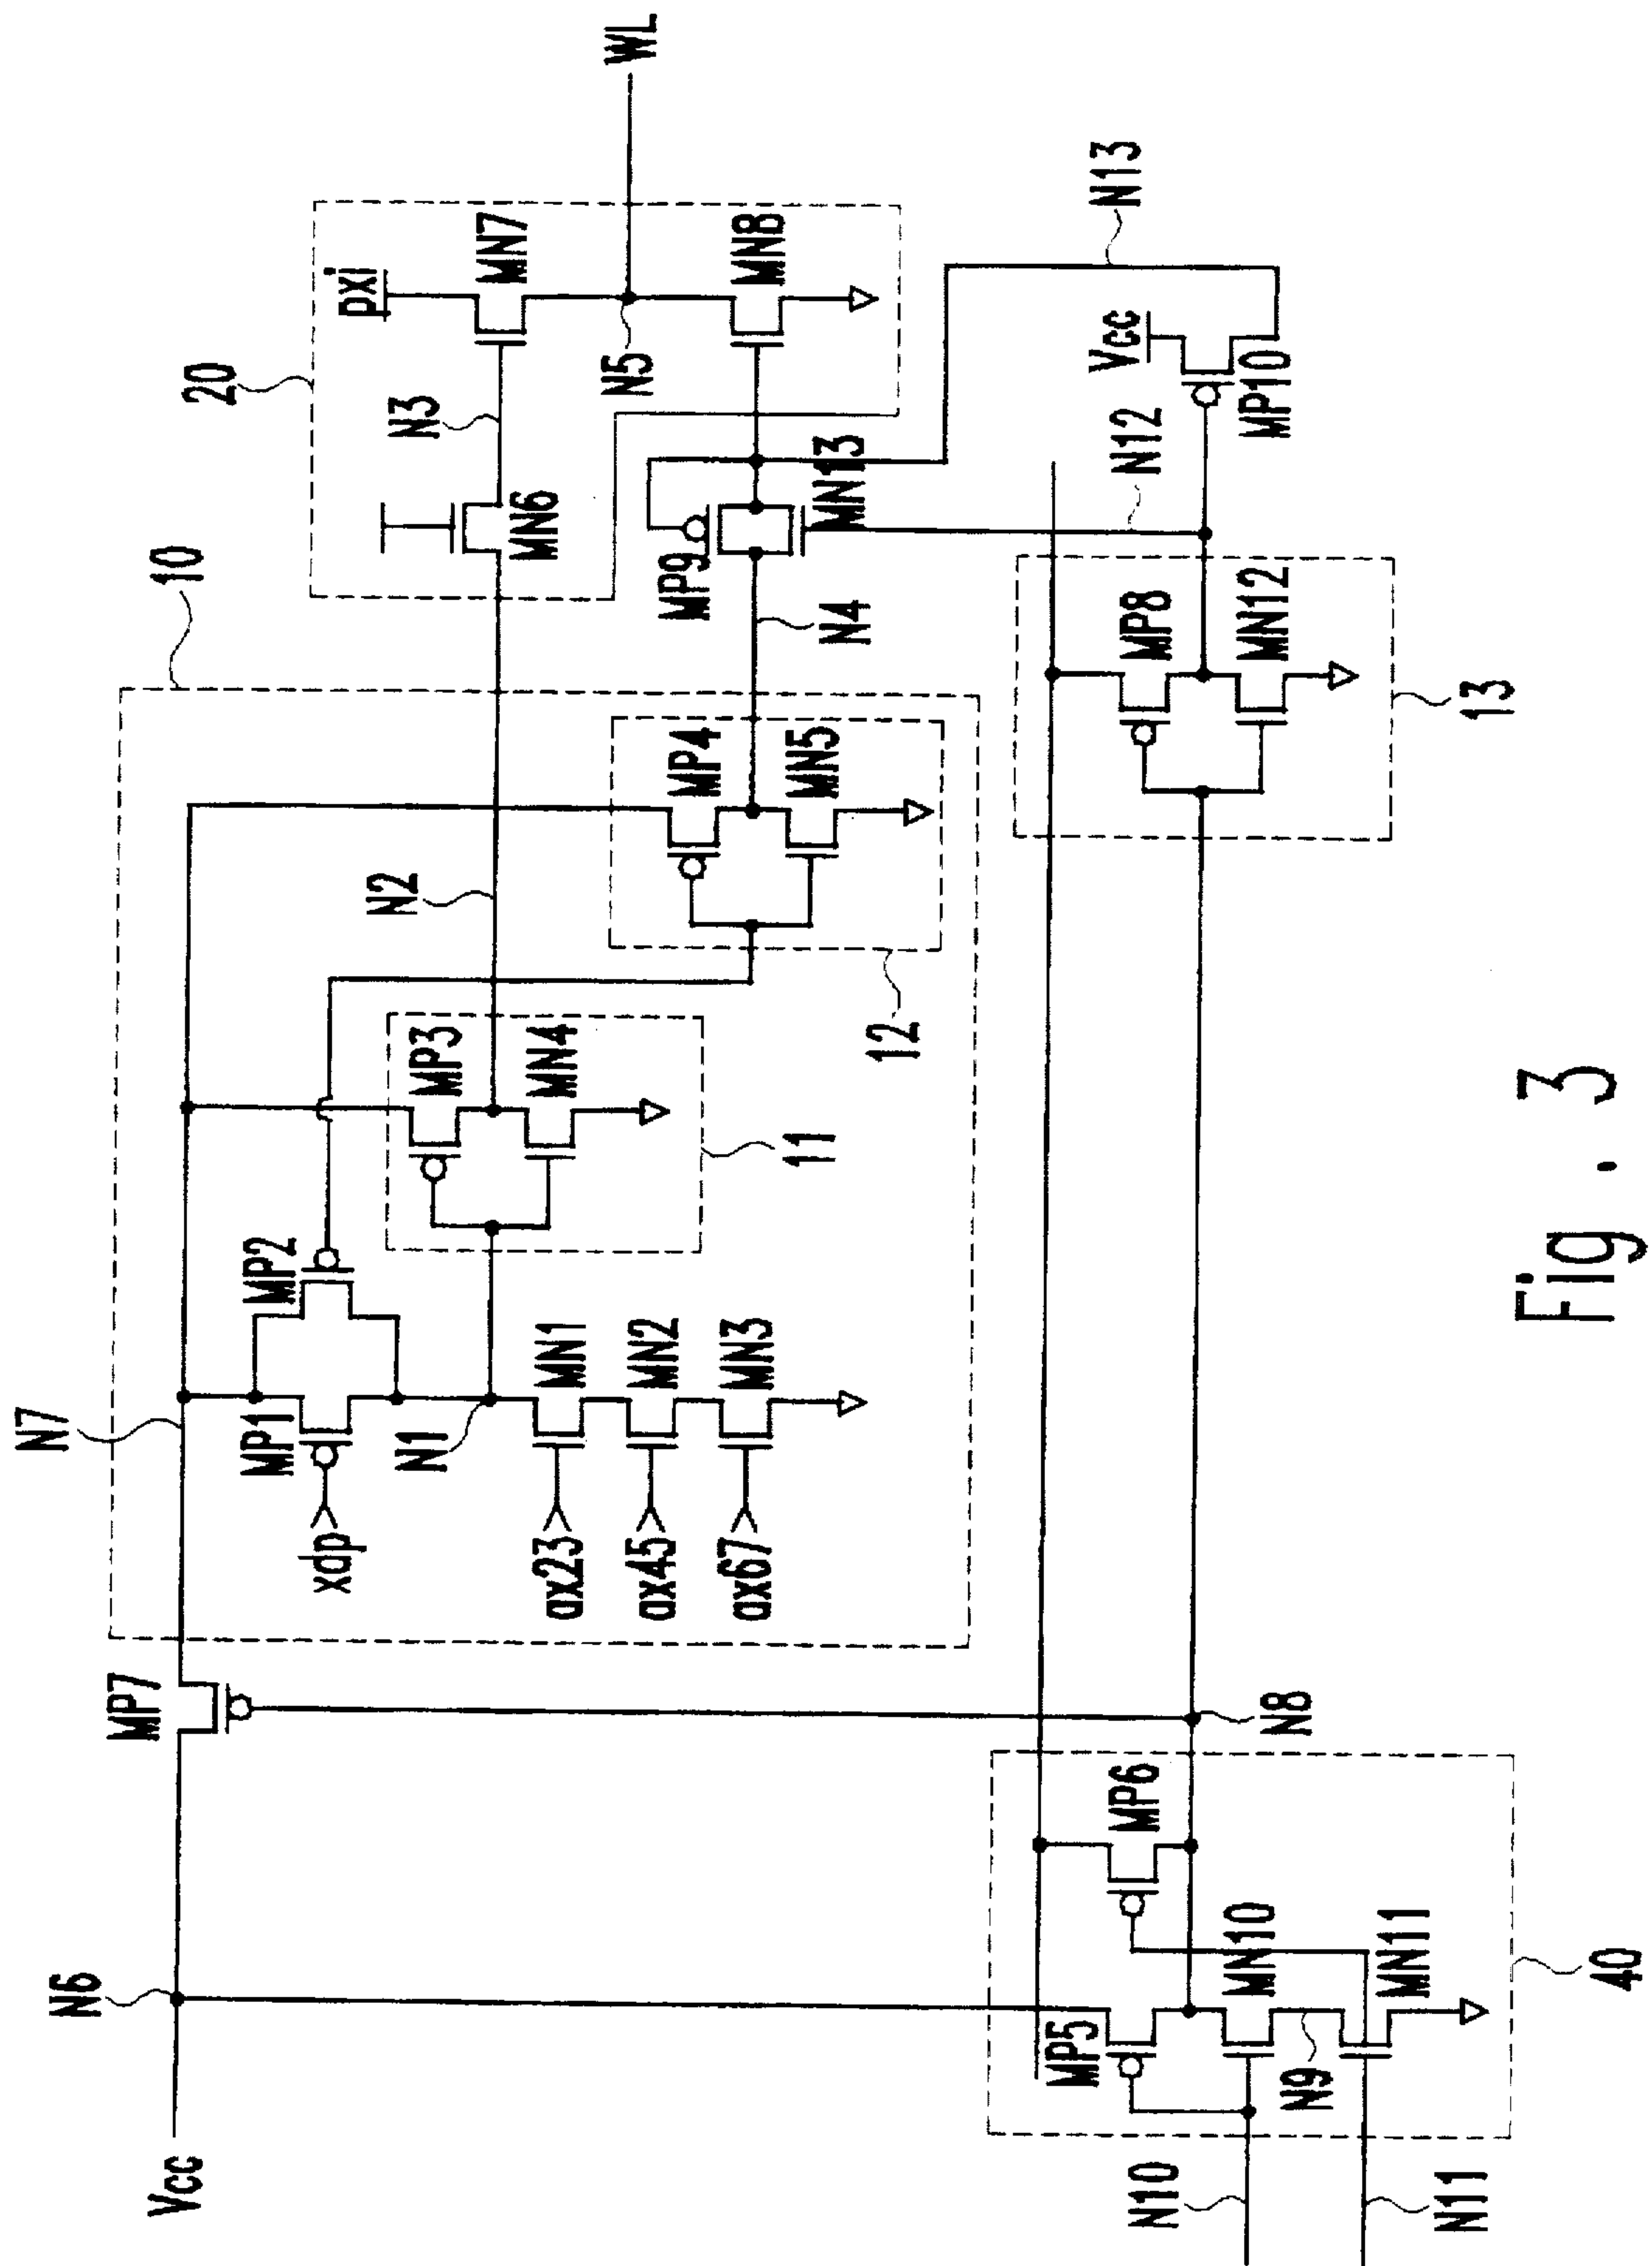 Vcc
N6
MP7
N7
10
20
xdp
MP1
MP2
N1
ax23
MN1
ax45
MN2
ax67
MN3
MP3
MN4
11
N2
MP4
MN5
12
N3
MN6
pxi
MN7
N5
WL
MN8
MP9
MN13
N4
N13
N12
Vcc
MP10
MP8
MN12
13
N8
MP5
MP6
MN10
N9
MN11
40
N10
N11
Fig. 3